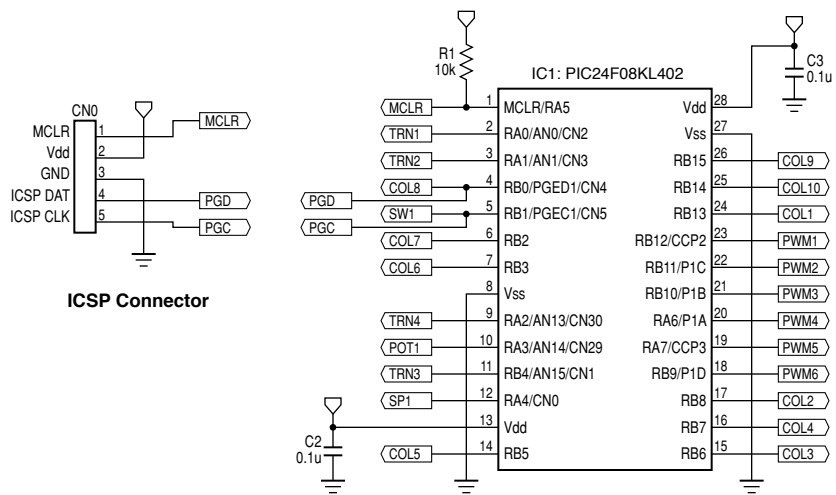 R1
10k
IC1: PIC24F08KL402
C3
0.1u
CN0
MCLR 1 MCLR
Vdd 2
GND 3
ICSP DAT 4 PGD
ICSP CLK 5 PGC
ICSP Connector
MCLR 1 MCLR/RA5 Vdd 28
TRN1 2 RA0/AN0/CN2 Vss 27
TRN2 3 RA1/AN1/CN3 RB15 26 COL9
COL8 4 RB0/PGED1/CN4 RB14 25 COL10
PGD
SW1 5 RB1/PGEC1/CN5 RB13 24 COL1
PGC
COL7 6 RB2 RB12/CCP2 23 PWM1
COL6 7 RB3 RB11/P1C 22 PWM2
8 Vss RB10/P1B 21 PWM3
TRN4 9 RA2/AN13/CN30 RA6/P1A 20 PWM4
POT1 10 RA3/AN14/CN29 RA7/CCP3 19 PWM5
TRN3 11 RB4/AN15/CN1 RB9/P1D 18 PWM6
SP1 12 RA4/CN0 RB8 17 COL2
13 Vdd RB7 16 COL4
C2
0.1u
COL5 14 RB5 RB6 15 COL3